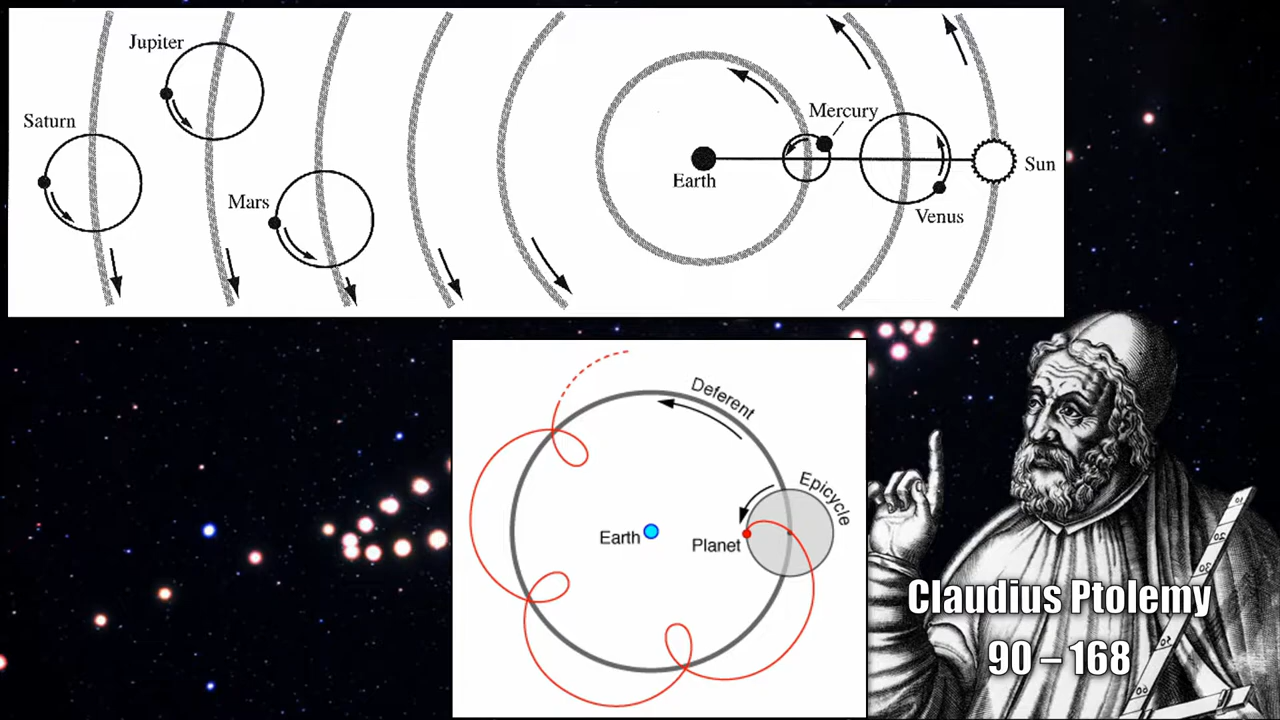 Jupiter
Saturn
Mars
Mercury
Earth
Sun
Venus
Deferent
Epicycle
Earth
Planet
Claudius Ptolemy
90 – 168